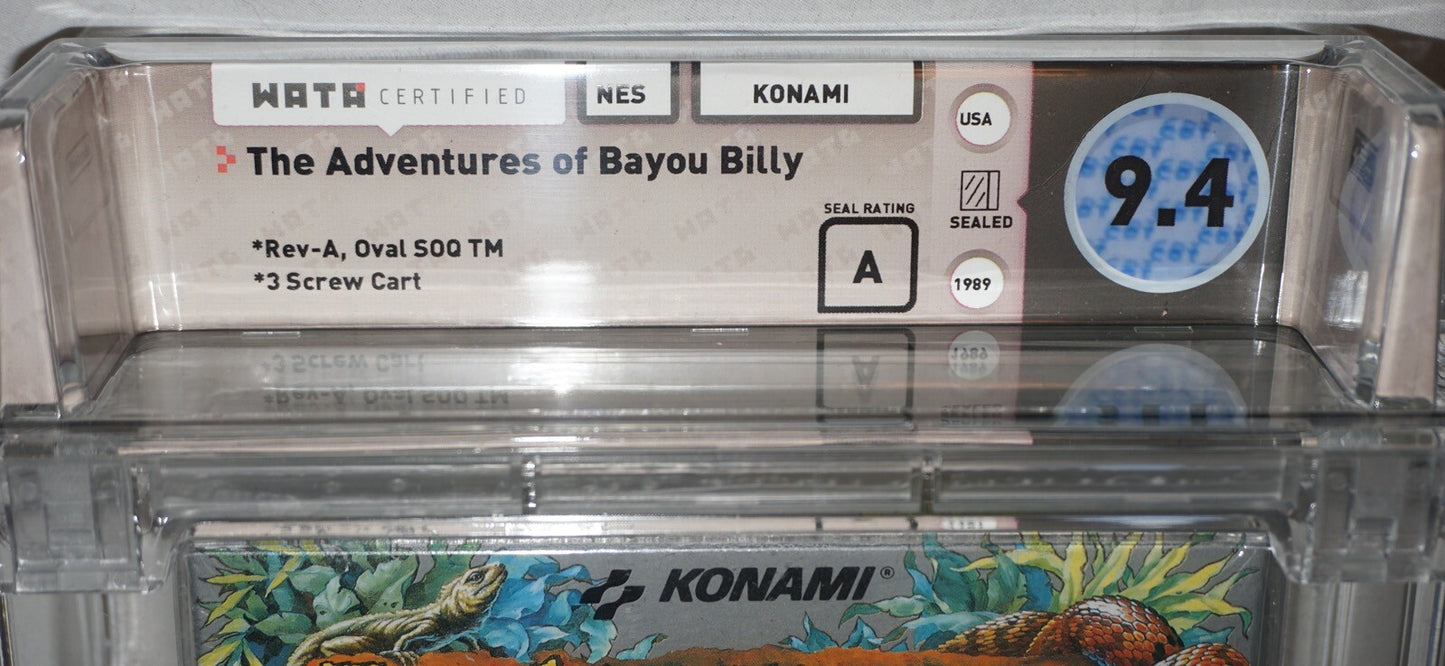 WATA CERTIFIED
NES
KONAMI
The Adventures of Bayou Billy
*Rev-A, Oval SOQ TM
*3 Screw Cart
SEAL RATING
A
USA
SEALED
1989
9.4
KONAMI®